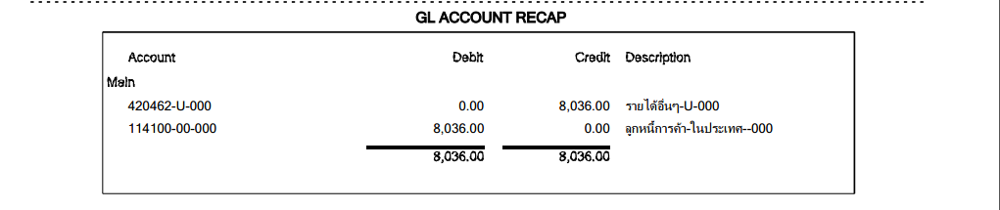 GL ACCOUNT RECAP
Account Debit Credit Description
Main
420462-U-000 0.00 8,036.00 รายได้อื่นๆ-U-000
114100-00-000 8,036.00 0.00 ลูกหนี้การค้า-ในประเทศ--000
8,036.00 8,036.00